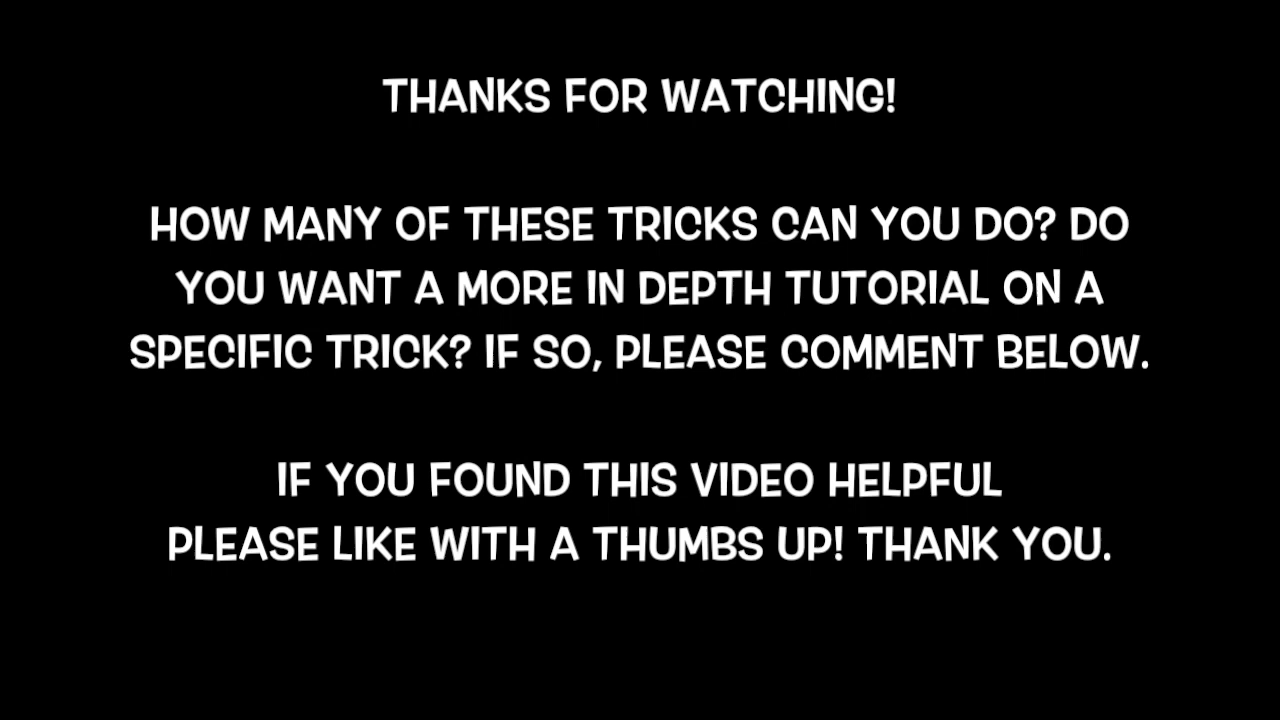 THANKS FOR WATCHING!
HOW MANY OF THESE TRICKS CAN YOU DO? DO
YOU WANT A MORE IN DEPTH TUTORIAL ON A
SPECIFIC TRICK? IF SO, PLEASE COMMENT BELOW.
IF YOU FOUND THIS VIDEO HELPFUL
PLEASE LIKE WITH A THUMBS UP! THANK YOU.